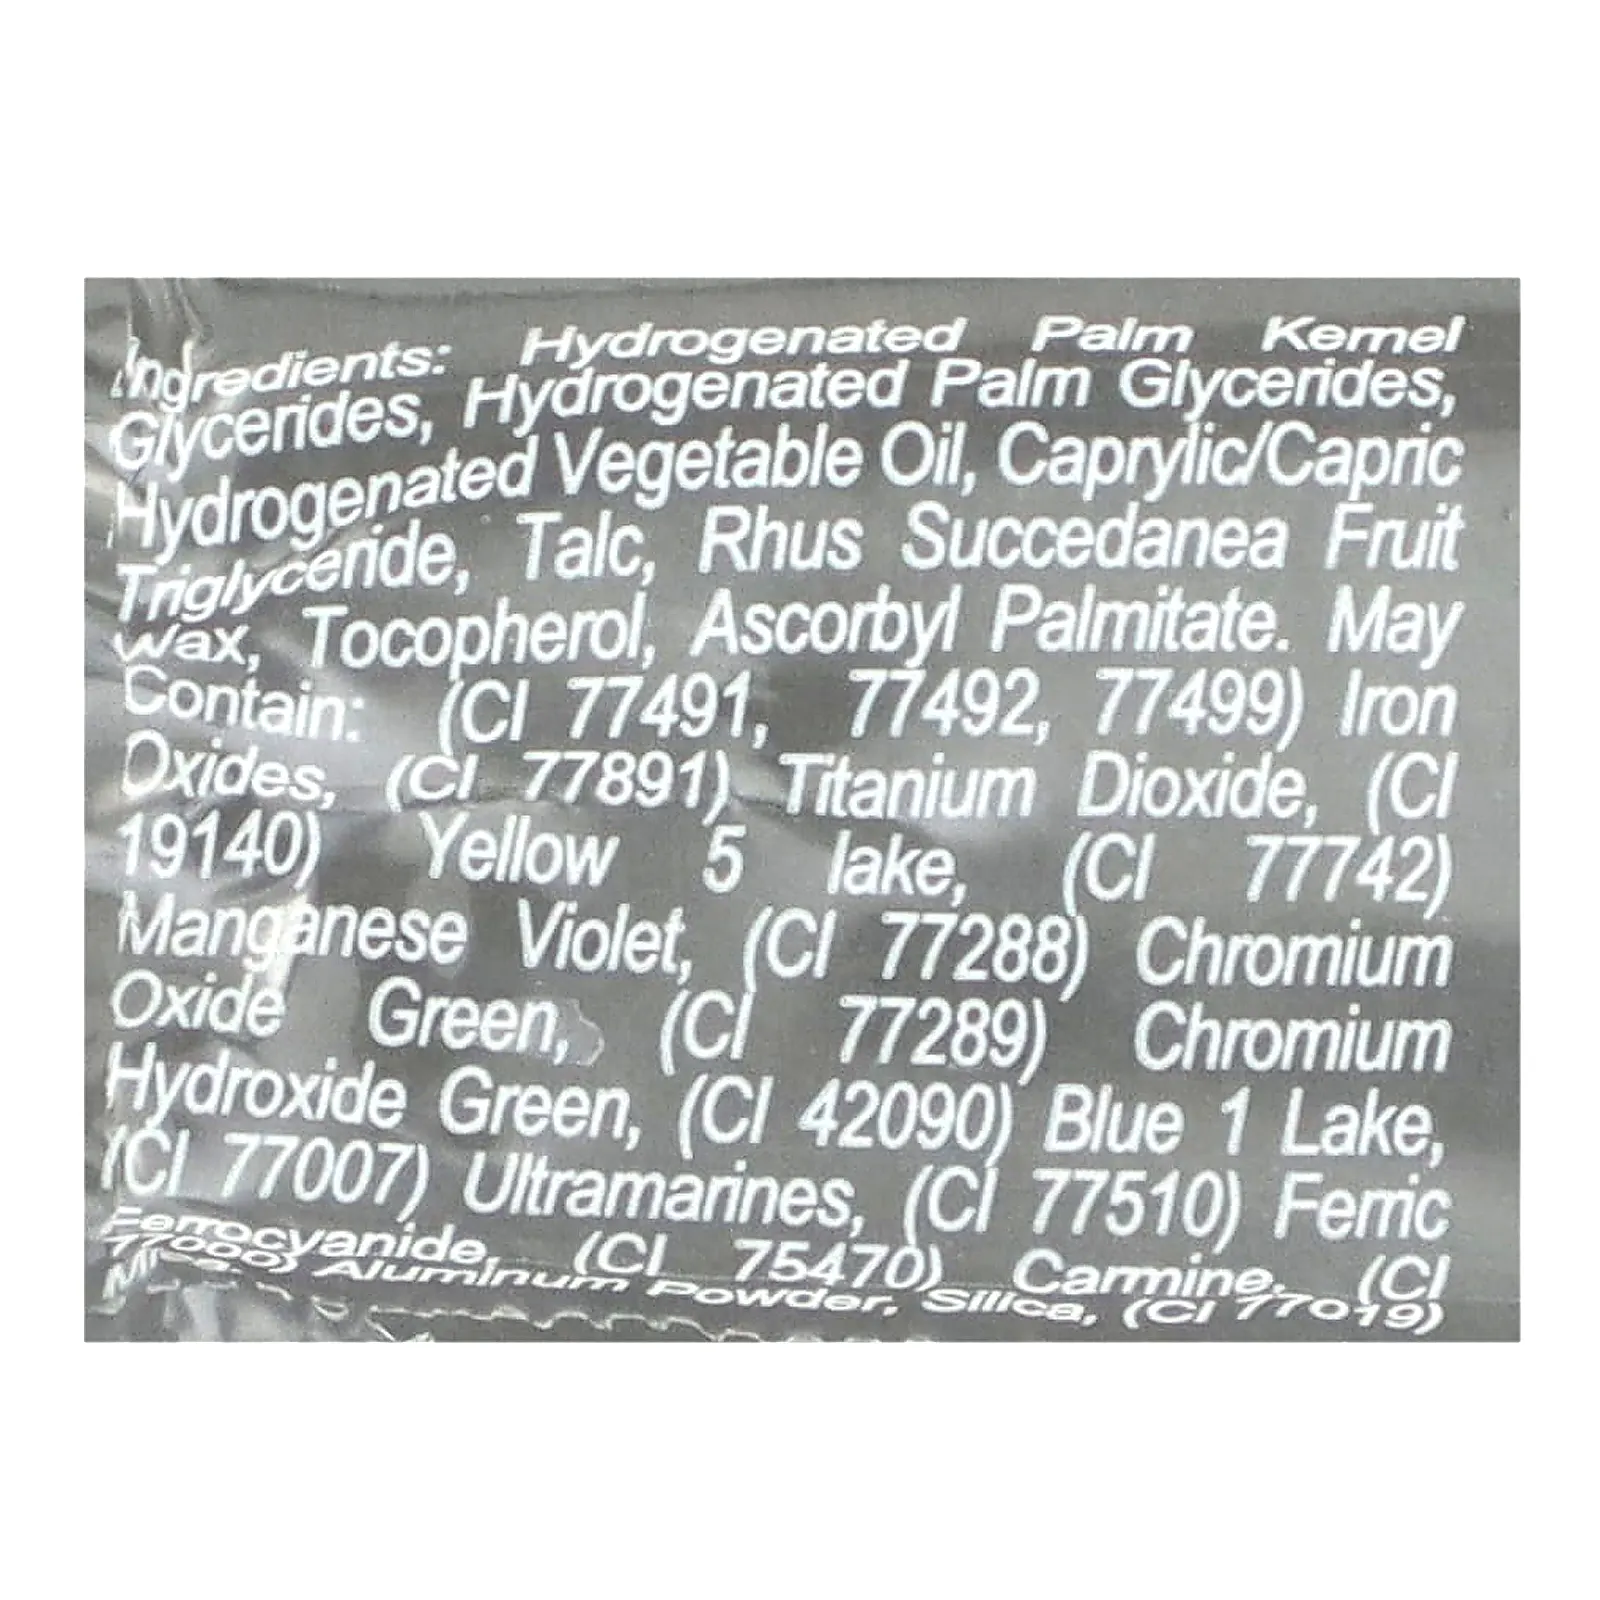 Ingredients: Hydrogenated Palm Kernel
Glycerides, Hydrogenated Palm Glycerides,
Hydrogenated Vegetable Oil, Caprylic/Capric
Triglyceride, Talc, Rhus Succedanea Fruit
wax, Tocopherol, Ascorbyl Palmitate. May
Contain: (CI 77491, 77492, 77499) Iron
Oxides, (CI 77891) Titanium Dioxide, (CI
19140) Yellow 5 lake, (CI 77742)
Manganese Violet, (CI 77288) Chromium
Oxide Green, (CI 77289) Chromium
Hydroxide Green, (CI 42090) Blue 1 Lake,
(CI 77007) Ultramarines, (CI 77510) Ferric
Ferrocyanide, (CI 75470) Carmine, (CI
77000) Aluminum Powder, Silica, (CI 77019)
Mica.